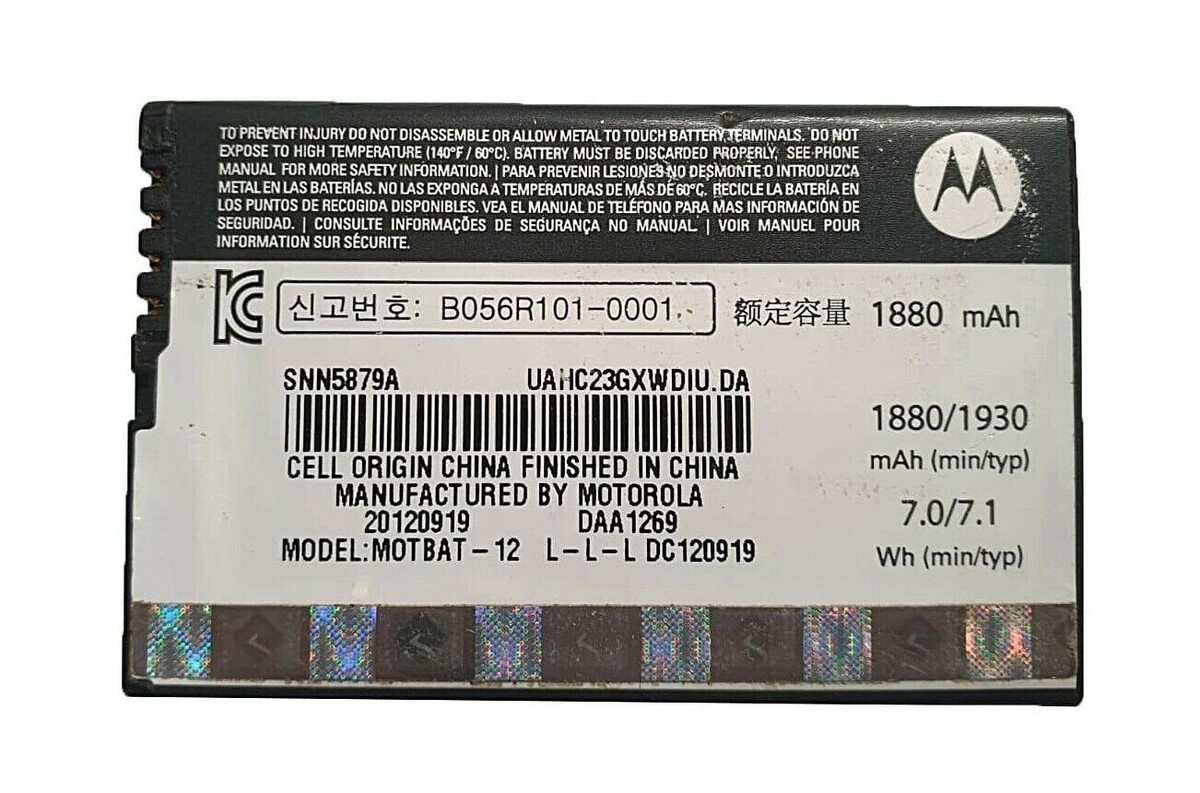 TO PREVENT INJURY DO NOT DISASSEMBLE OR ALLOW METAL TO TOUCH BATTERY TERMINALS. DO NOT
EXPOSE TO HIGH TEMPERATURE (140°F / 60°C). BATTERY MUST BE DISCARDED PROPERLY, SEE PHONE
MANUAL FOR MORE SAFETY INFORMATION. | PARA PREVENIR LESIONES NO DESMONTE O INTRODUZCA
METAL EN LAS BATERÍAS. NO LAS EXPONGA A TEMPERATURAS DE MÁS DE 60°C. RECICLE LA BATERÍA EN
LOS PUNTOS DE RECOGIDA DISPONIBLES. VEA EL MANUAL DE TELÉFONO PARA MAS INFORMACIÓN DE
SEGURIDAD. | CONSULTE INFORMAÇÕES DE SEGURANÇA NO MANUAL | VOIR MANUEL POUR
INFORMATION SUR SÉCURITE.
신고번호: B056R101-0001 额定容量 1880 mAh
SNN5879A UAHC23GXWDIU.DA
CELL ORIGIN CHINA FINISHED IN CHINA
MANUFACTURED BY MOTOROLA
20120919 DAA1269
MODEL:MOTBAT-12 L-L-L DC120919
1880/1930
mAh (min/typ)
7.0/7.1
Wh (min/typ)